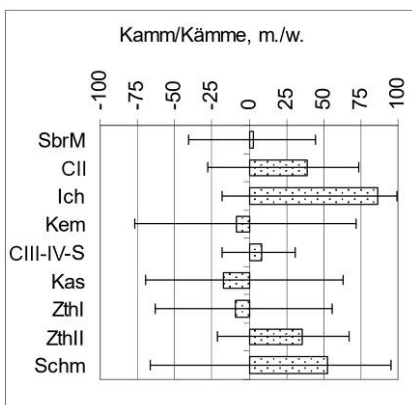 Kamm/Kämme, m./w.
-100 -75 -50 -25 0 25 50 75 100
SbrM
CII
Ich
Kem
CIII-IV-S
Kas
ZthI
ZthII
Schm